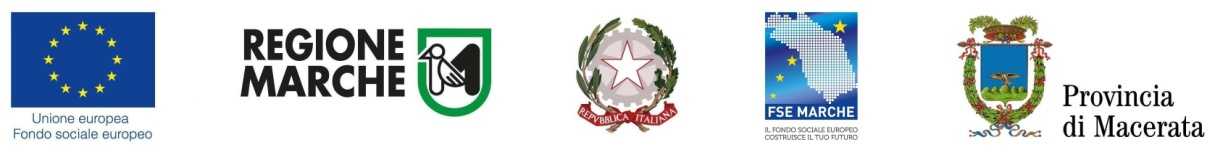 Unione europea
Fondo sociale europeo
REGIONE
MARCHE
REPVBBLICA ITALIANA
FSE MARCHE
IL FONDO SOCIALE EUROPEO
COSTRUISCE IL TUO FUTURO
Provincia
di Macerata